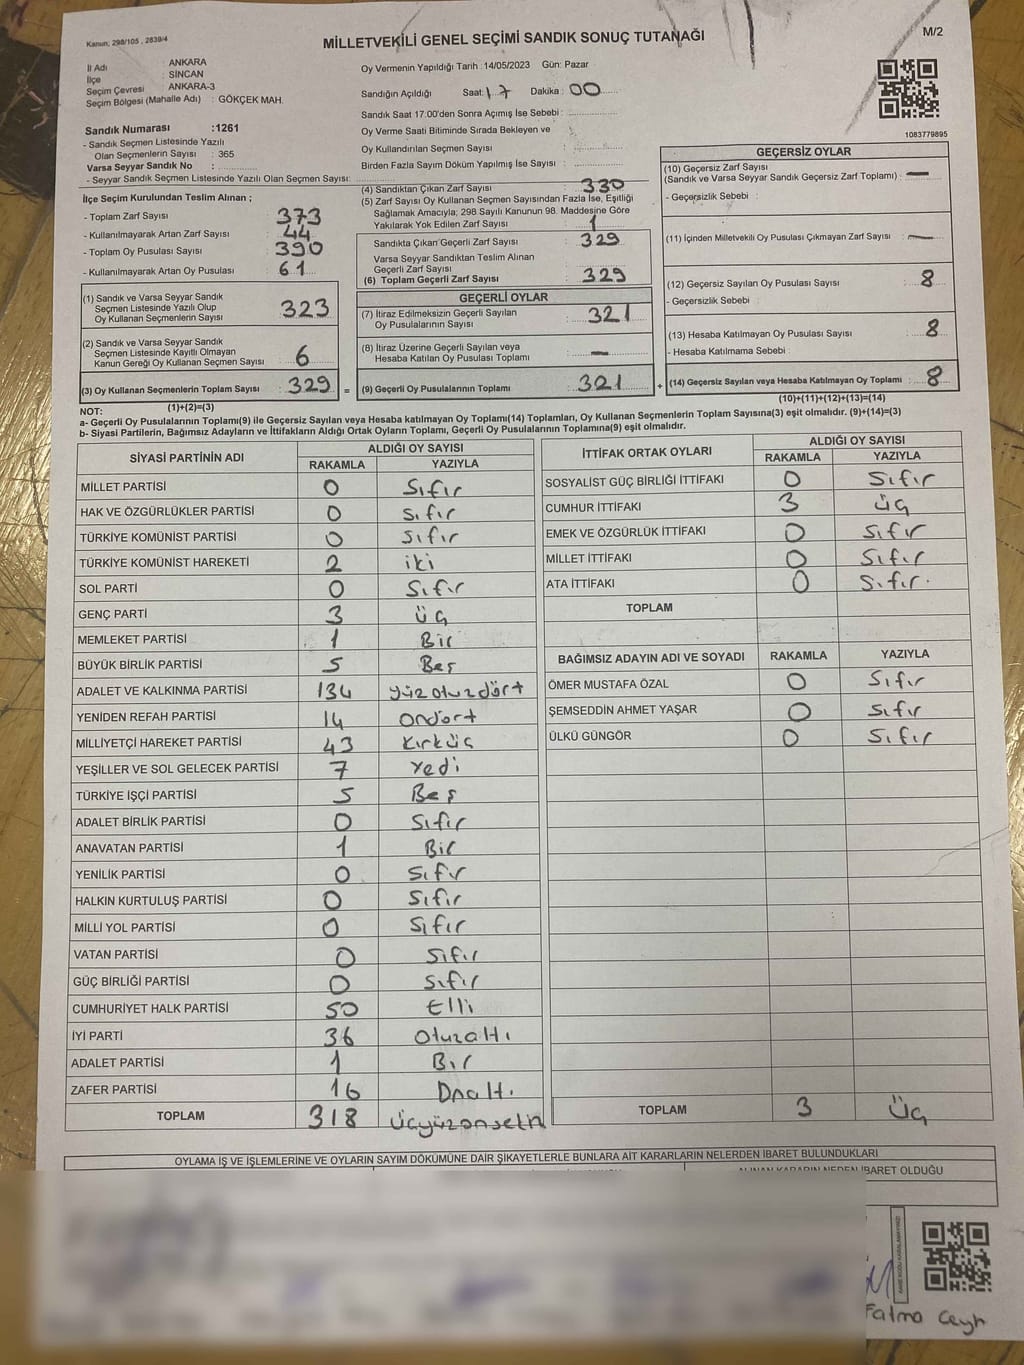 Kanun; 298/105 , 2839/4
MİLLETVEKİLİ GENEL SEÇİMİ SANDIK SONUÇ TUTANAĞI
M/2
İl Adı : ANKARA
İlçe : SİNCAN
Seçim Çevresi : ANKARA-3
Seçim Bölgesi (Mahalle Adı) : GÖKÇEK MAH.
Sandık Numarası :1261
- Sandık Seçmen Listesinde Yazılı
Olan Seçmenlerin Sayısı : 365
Varsa Seyyar Sandık No :
- Seyyar Sandık Seçmen Listesinde Yazılı Olan Seçmen Sayısı:
Oy Vermenin Yapıldığı Tarih :14/05/2023 Gün: Pazar
Sandığın Açıldığı Saat:17 Dakika:00
Sandık Saat 17:00'den Sonra Açımış İse Sebebi :
Oy Verme Saati Bitiminde Sırada Bekleyen ve
Oy Kullandırılan Seçmen Sayısı :
Birden Fazla Sayım Döküm Yapılmış İse Sayısı :
1083779895
İlçe Seçim Kurulundan Teslim Alınan ;
- Toplam Zarf Sayısı : 373
- Kullanılmayarak Artan Zarf Sayısı : 44
- Toplam Oy Pusulası Sayısı : 390
- Kullanılmayarak Artan Oy Pusulası : 61
(1) Sandık ve Varsa Seyyar Sandık
Seçmen Listesinde Yazılı Olup
Oy Kullanan Seçmenlerin Sayısı : 323
(2) Sandık ve Varsa Seyyar Sandık
Seçmen Listesinde Kayıtlı Olmayan
Kanun Gereği Oy Kullanan Seçmen Sayısı : 6
(3) Oy Kullanan Seçmenlerin Toplam Sayısı : 329 =
(1)+(2)=(3)
(4) Sandıktan Çıkan Zarf Sayısı : 330
(5) Zarf Sayısı Oy Kullanan Seçmen Sayısından Fazla İse, Eşitliği
Sağlamak Amacıyla; 298 Sayılı Kanunun 98. Maddesine Göre
Yakılarak Yok Edilen Zarf Sayısı : 1
Sandıkta Çıkan Geçerli Zarf Sayısı : 329
Varsa Seyyar Sandıktan Teslim Alınan
Geçerli Zarf Sayısı :
(6) Toplam Geçerli Zarf Sayısı : 329
GEÇERLİ OYLAR
(7) İtiraz Edilmeksizin Geçerli Sayılan
Oy Pusulalarının Sayısı : 321
(8) İtiraz Üzerine Geçerli Sayılan veya
Hesaba Katılan Oy Pusulası Toplamı : —
(9) Geçerli Oy Pusulalarının Toplamı : 321 +
GEÇERSİZ OYLAR
(10) Geçersiz Zarf Sayısı
(Sandık ve Varsa Seyyar Sandık Geçersiz Zarf Toplamı) : —
- Geçersizlik Sebebi :
(11) İçinden Milletvekili Oy Pusulası Çıkmayan Zarf Sayısı : —
(12) Geçersiz Sayılan Oy Pusulası Sayısı : 8
- Geçersizlik Sebebi :
(13) Hesaba Katılmayan Oy Pusulası Sayısı : 8
- Hesaba Katılmama Sebebi :
(14) Geçersiz Sayılan veya Hesaba Katılmayan Oy Toplamı : 8
(10)+(11)+(12)+(13)=(14)
NOT:
a- Geçerli Oy Pusulalarının Toplamı(9) ile Geçersiz Sayılan veya Hesaba katılmayan Oy Toplamı(14) Toplamları, Oy Kullanan Seçmenlerin Toplam Sayısına(3) eşit olmalıdır. (9)+(14)=(3)
b- Siyasi Partilerin, Bağımsız Adayların ve İttifakların Aldığı Ortak Oyların Toplamı, Geçerli Oy Pusulalarının Toplamına(9) eşit olmalıdır.
SİYASİ PARTİNİN ADI ALDIĞI OY SAYISI
RAKAMLA YAZIYLA
MİLLET PARTİSİ 0 Sıfır
HAK VE ÖZGÜRLÜKLER PARTİSİ 0 Sıfır
TÜRKİYE KOMÜNİST PARTİSİ 0 Sıfır
TÜRKİYE KOMÜNİST HAREKETİ 2 iki
SOL PARTİ 0 Sıfır
GENÇ PARTİ 3 üç
MEMLEKET PARTİSİ 1 Bir
BÜYÜK BİRLİK PARTİSİ 5 Beş
ADALET VE KALKINMA PARTİSİ 134 yüzotuzdört
YENİDEN REFAH PARTİSİ 14 ondört
MİLLİYETÇİ HAREKET PARTİSİ 43 kırküç
YEŞİLLER VE SOL GELECEK PARTİSİ 7 Yedi
TÜRKİYE İŞÇİ PARTİSİ 5 Beş
ADALET BİRLİK PARTİSİ 0 Sıfır
ANAVATAN PARTİSİ 1 Bir
YENİLİK PARTİSİ 0 Sıfır
HALKIN KURTULUŞ PARTİSİ 0 Sıfır
MİLLİ YOL PARTİSİ 0 Sıfır
VATAN PARTİSİ 0 Sıfır
GÜÇ BİRLİĞİ PARTİSİ 0 Sıfır
CUMHURİYET HALK PARTİSİ 50 Elli
İYİ PARTİ 36 Otuzaltı
ADALET PARTİSİ 1 Bir
ZAFER PARTİSİ 16 Onaltı
TOPLAM 318 üçyüzonsekiz
İTTİFAK ORTAK OYLARI ALDIĞI OY SAYISI
RAKAMLA YAZIYLA
SOSYALİST GÜÇ BİRLİĞİ İTTİFAKI 0 Sıfır
CUMHUR İTTİFAKI 3 üç
EMEK VE ÖZGÜRLÜK İTTİFAKI 0 Sıfır
MİLLET İTTİFAKI 0 Sıfır
ATA İTTİFAKI 0 Sıfır.
TOPLAM
BAĞIMSIZ ADAYIN ADI VE SOYADI RAKAMLA YAZIYLA
ÖMER MUSTAFA ÖZAL 0 Sıfır
ŞEMSEDDİN AHMET YAŞAR 0 Sıfır
ÜLKÜ GÜNGÖR 0 Sıfır
TOPLAM 3 Üç
OYLAMA İŞ VE İŞLEMLERİNE VE OYLARIN SAYIM DÖKÜMÜNE DAİR ŞİKAYETLERLE BUNLARA AİT KARARLARIN NELERDEN İBARET BULUNDUKLARI
ALINAN KARARIN NEDEN İBARET OLDUĞU
Fatma